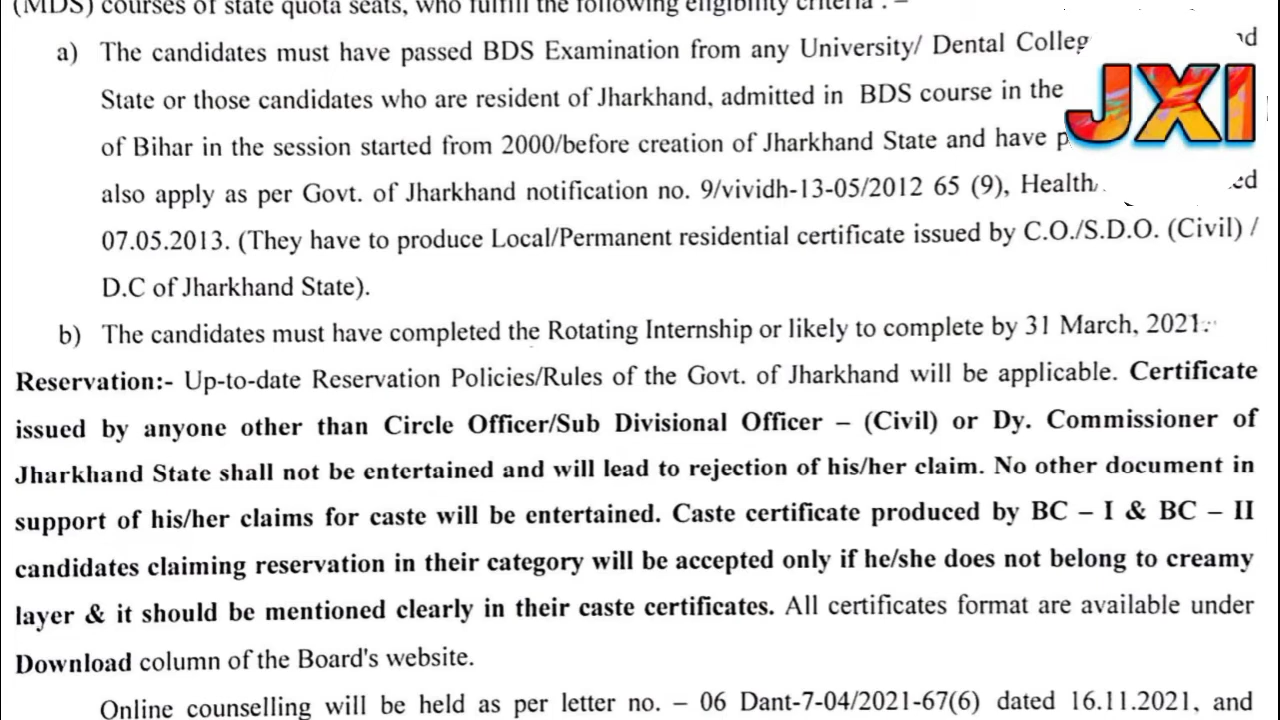 (MDS) courses of state quota seats, who fulfill the following eligibility criteria : –
a) The candidates must have passed BDS Examination from any University/ Dental Colleg
State or those candidates who are resident of Jharkhand, admitted in BDS course in the
JXI
of Bihar in the session started from 2000/before creation of Jharkhand State and have p
also apply as per Govt. of Jharkhand notification no. 9/vividh-13-05/2012 65 (9), Health
07.05.2013. (They have to produce Local/Permanent residential certificate issued by C.O./S.D.O. (Civil) /
D.C of Jharkhand State).
b) The candidates must have completed the Rotating Internship or likely to complete by 31 March, 2021.
Reservation:- Up-to-date Reservation Policies/Rules of the Govt. of Jharkhand will be applicable. Certificate
issued by anyone other than Circle Officer/Sub Divisional Officer – (Civil) or Dy. Commissioner of
Jharkhand State shall not be entertained and will lead to rejection of his/her claim. No other document in
support of his/her claims for caste will be entertained. Caste certificate produced by BC – I & BC – II
candidates claiming reservation in their category will be accepted only if he/she does not belong to creamy
layer & it should be mentioned clearly in their caste certificates. All certificates format are available under
Download column of the Board's website.
Online counselling will be held as per letter no. – 06 Dant-7-04/2021-67(6) dated 16.11.2021, and